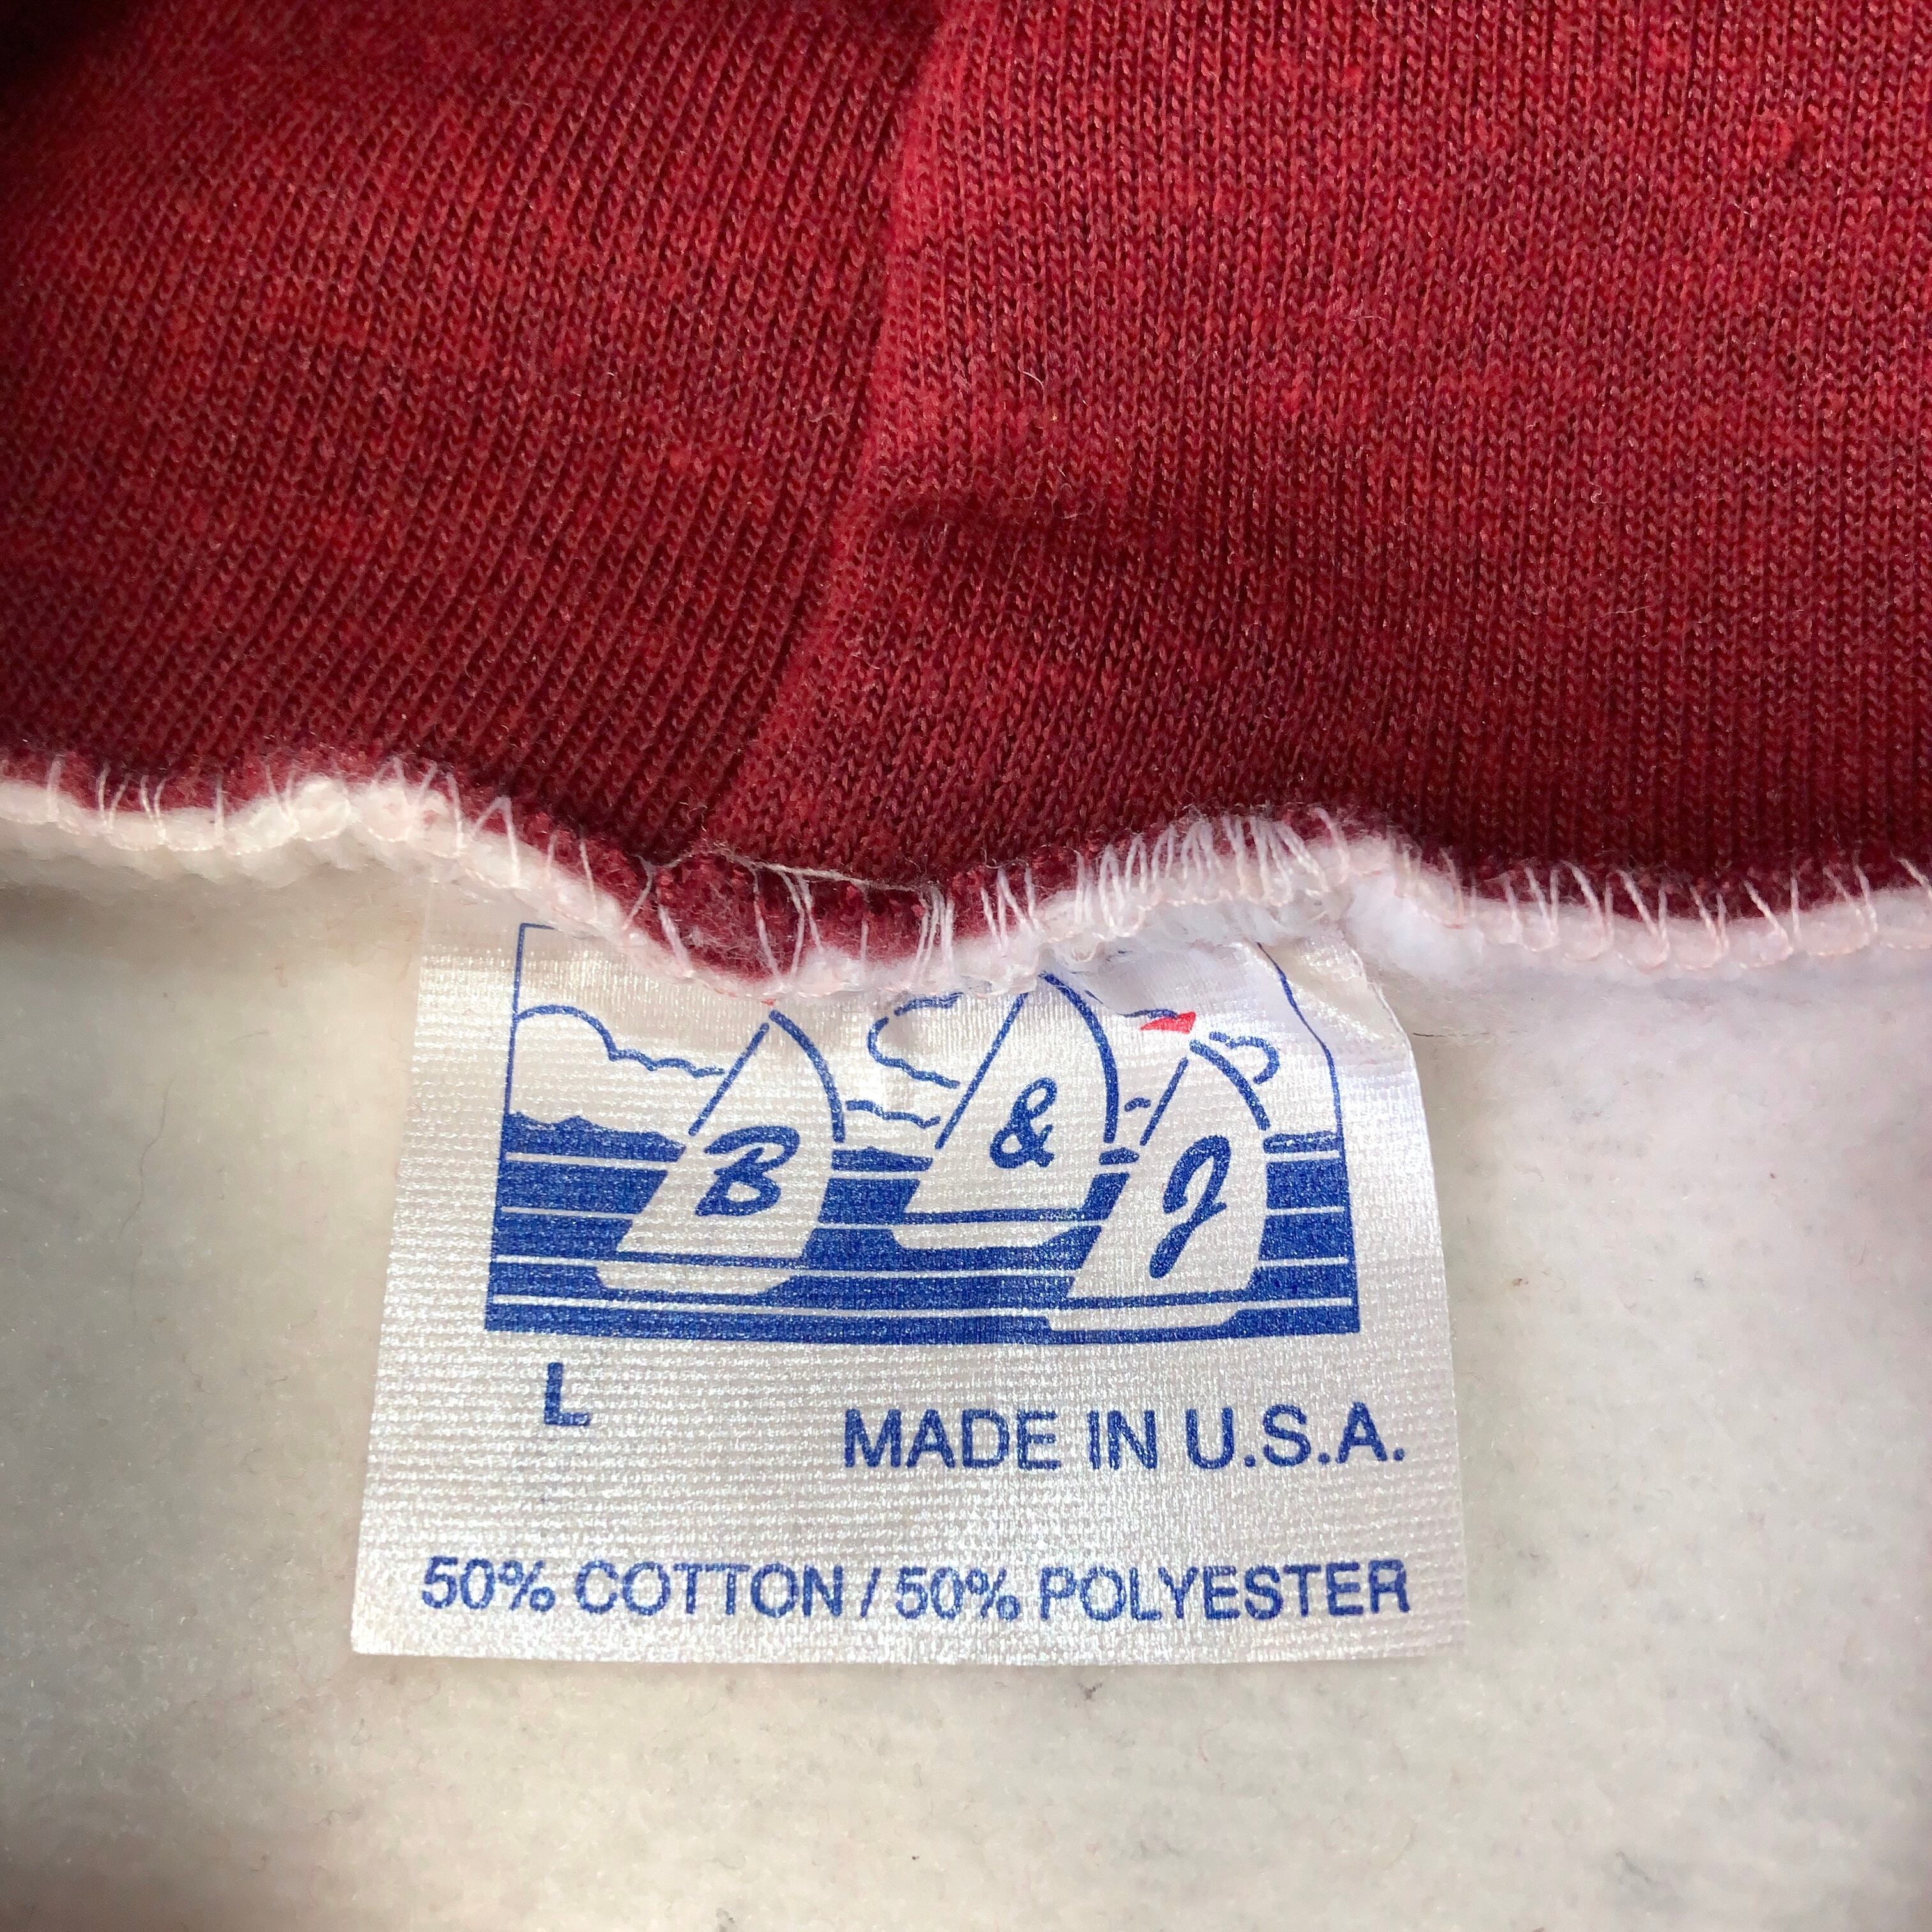 B & J
L
MADE IN U.S.A.
50% COTTON / 50% POLYESTER